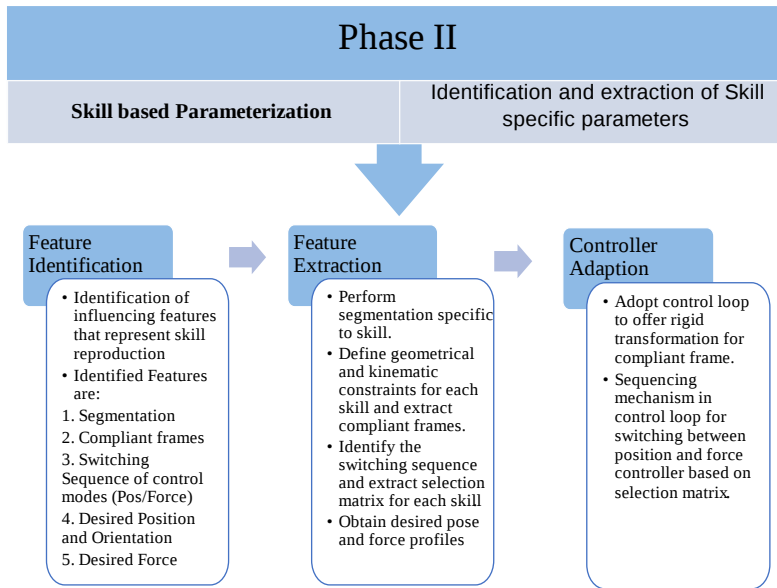 Phase II
Skill based Parameterization
Identification and extraction of Skill
specific parameters
Feature
Identification
• Identification of
influencing features
that represent skill
reproduction
• Identified Features
are:
1. Segmentation
2. Compliant frames
3. Switching
Sequence of control
modes (Pos/Force)
4. Desired Position
and Orientation
5. Desired Force
Feature
Extraction
• Perform
segmentation specific
to skill.
• Define geometrical
and kinematic
constraints for each
skill and extract
compliant frames.
• Identify the
switching sequence
and extract selection
matrix for each skill
• Obtain desired pose
and force profiles
Controller
Adaption
• Adopt control loop
to offer rigid
transformation for
compliant frame.
• Sequencing
mechanism in
control loop for
switching between
position and force
controller based on
selection matrix.